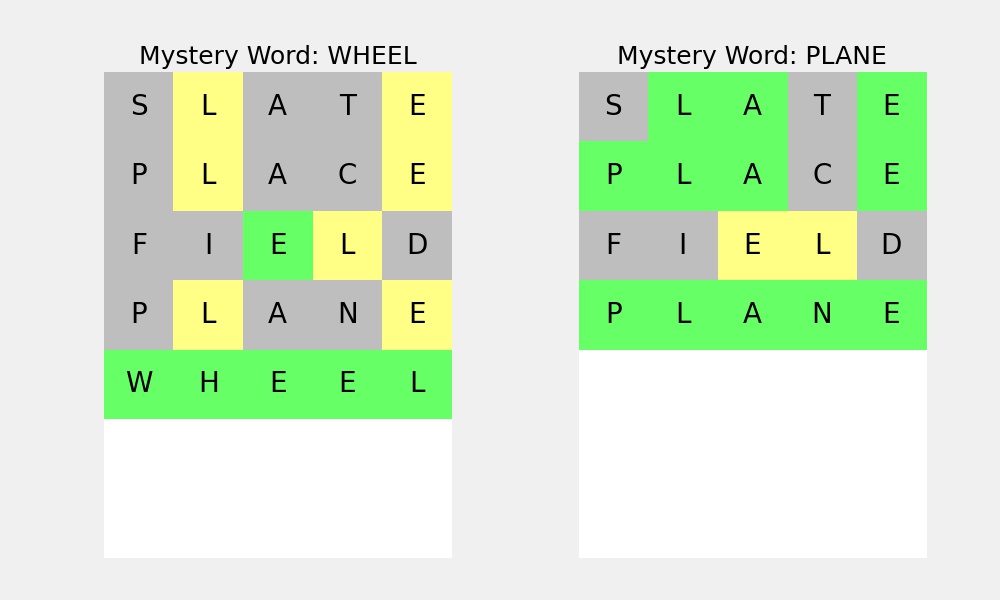 Mystery Word: WHEEL
S L A T E
P L A C E
F I E L D
P L A N E
W H E E L
Mystery Word: PLANE
S L A T E
P L A C E
F I E L D
P L A N E